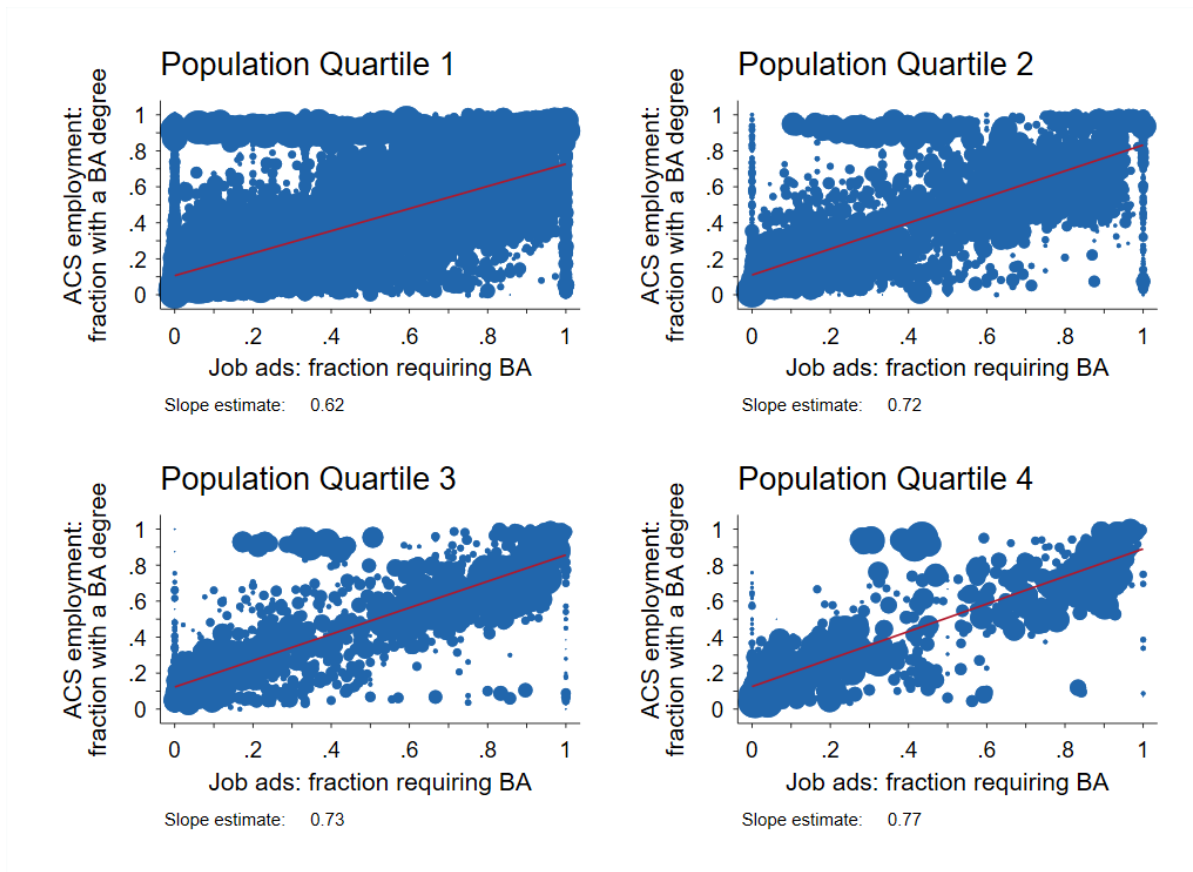 Population Quartile 1
ACS employment:
fraction with a BA degree
1
.8
.6
.4
.2
0
0 .2 .4 .6 .8 1
Job ads: fraction requiring BA
Slope estimate: 0.62
Population Quartile 2
ACS employment:
fraction with a BA degree
1
.8
.6
.4
.2
0
0 .2 .4 .6 .8 1
Job ads: fraction requiring BA
Slope estimate: 0.72
Population Quartile 3
ACS employment:
fraction with a BA degree
1
.8
.6
.4
.2
0
0 .2 .4 .6 .8 1
Job ads: fraction requiring BA
Slope estimate: 0.73
Population Quartile 4
ACS employment:
fraction with a BA degree
1
.8
.6
.4
.2
0
0 .2 .4 .6 .8 1
Job ads: fraction requiring BA
Slope estimate: 0.77